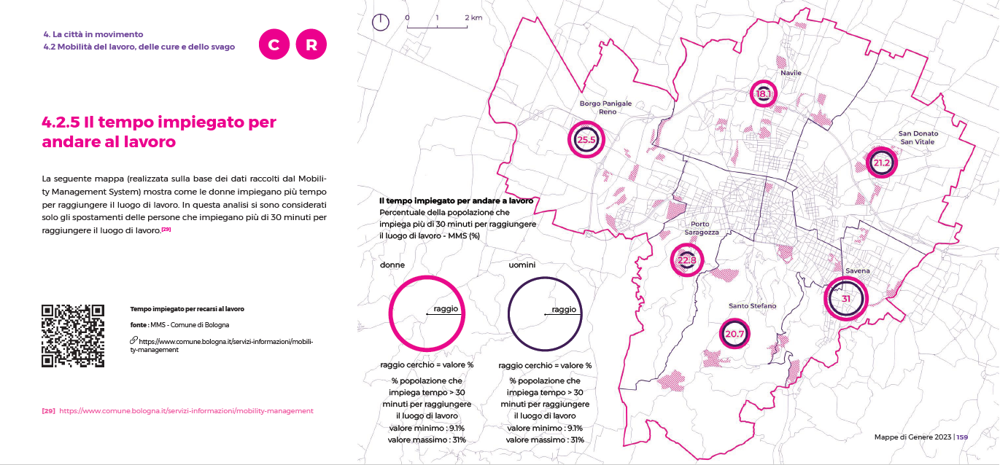 4. La città in movimento
4.2 Mobilità del lavoro, delle cure e dello svago
C R
4.2.5 Il tempo impiegato per
andare al lavoro
La seguente mappa (realizzata sulla base dei dati raccolti dal Mobili-
ty Management System) mostra come le donne impiegano più tempo
per raggiungere il luogo di lavoro. In questa analisi si sono considerati
solo gli spostamenti delle persone che impiegano più di 30 minuti per
raggiungere il luogo di lavoro.[29]
Tempo impiegato per recarsi al lavoro
fonte : MMS - Comune di Bologna
https://www.comune.bologna.it/servizi-informazioni/mobili-
ty-management
[29] https://www.comune.bologna.it/servizi-informazioni/mobility-management
0 1 2 km
Navile
18.1
Borgo Panigale
Reno
25.5
San Donato
San Vitale
21.2
Il tempo impiegato per andare a lavoro
Percentuale della popolazione che
impiega più di 30 minuti per raggiungere
il luogo di lavoro - MMS (%)
Porto
Saragozza
22.8
Savena
31
Santo Stefano
20.7
donne
raggio
raggio cerchio = valore %
% popolazione che
impiega tempo > 30
minuti per raggiungere
il luogo di lavoro
valore minimo : 9.1%
valore massimo : 31%
uomini
raggio
raggio cerchio = valore %
% popolazione che
impiega tempo > 30
minuti per raggiungere
il luogo di lavoro
valore minimo : 9.1%
valore massimo : 31%
Mappe di Genere 2023 | 159